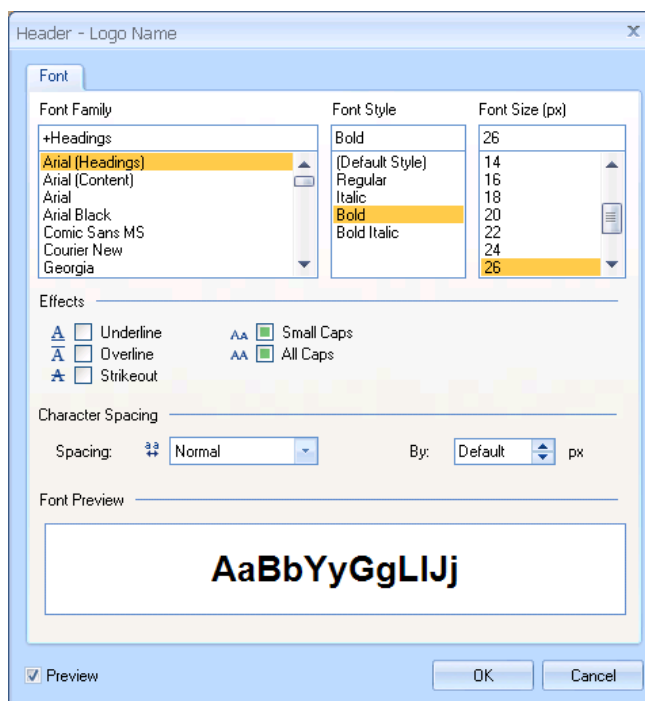 Header - Logo Name
Font
Font Family Font Style Font Size (px)
+Headings Bold 26
Arial (Headings) (Default Style) 14
Arial (Content) Regular 16
Arial Italic 18
Arial Black Bold 20
Comic Sans MS Bold Italic 22
Courier New 24
Georgia 26
Effects
A Underline AA Small Caps
A Overline AA All Caps
A Strikeout
Character Spacing
Spacing: aa Normal By: Default px
Font Preview
AaBbYyGgLlJj
Preview OK Cancel